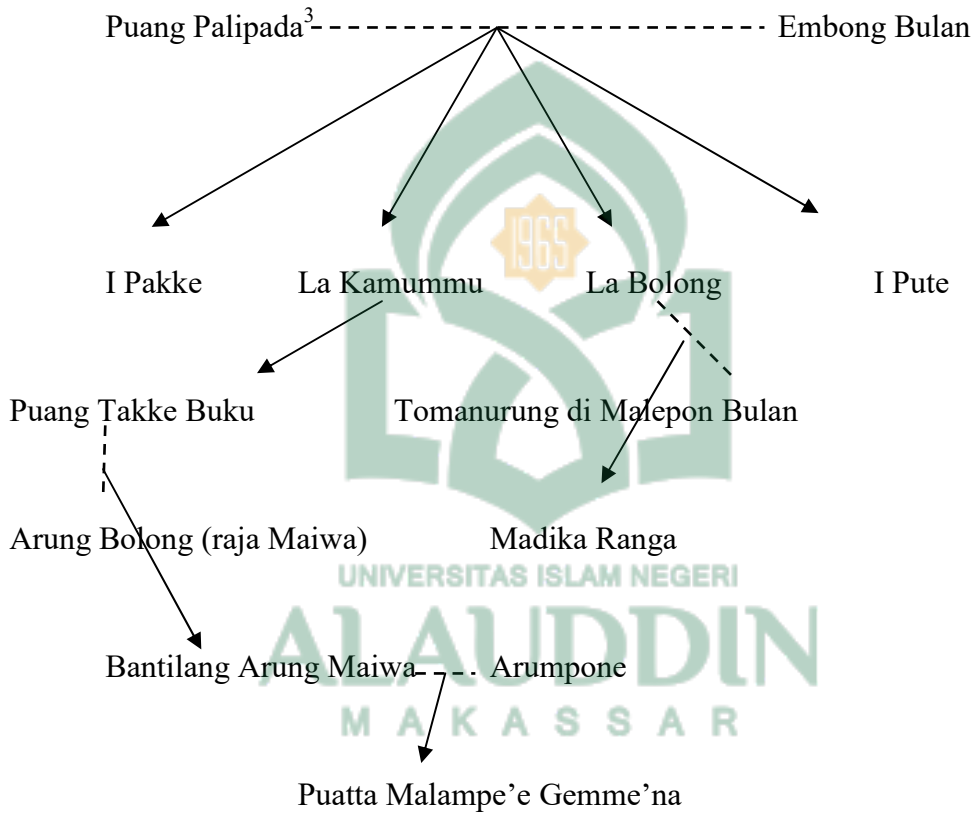 Puang Palipada³ Embong Bulan
1965
I Pakke La Kamummu La Bolong I Pute
Puang Takke Buku Tomanurung di Malepon Bulan
Arung Bolong (raja Maiwa) Madika Ranga
UNIVERSITAS ISLAM NEGERI
ALAUDDIN
Bantilang Arung Maiwa Arumpone
MAKASSAR
Puatta Malampe’e Gemme’na